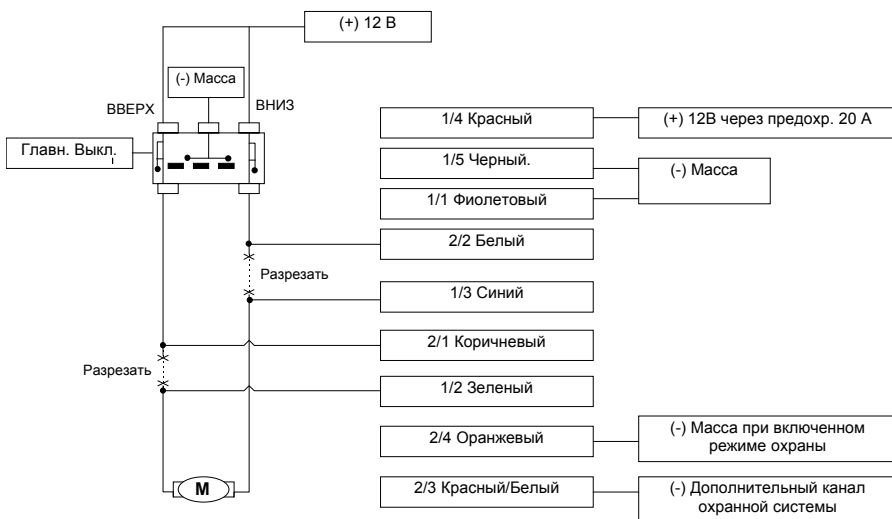 (+) 12 В
(-) Масса
ВВЕРХ
ВНИЗ
Главн. Выкл.
1/4 Красный
(+) 12В через предохр. 20 А
1/5 Черный.
(-) Масса
1/1 Фиолетовый
2/2 Белый
Разрезать
1/3 Синий
2/1 Коричневый
Разрезать
1/2 Зеленый
2/4 Оранжевый
(-) Масса при включенном
режиме охраны
М
2/3 Красный/Белый
(-) Дополнительный канал
охранной системы